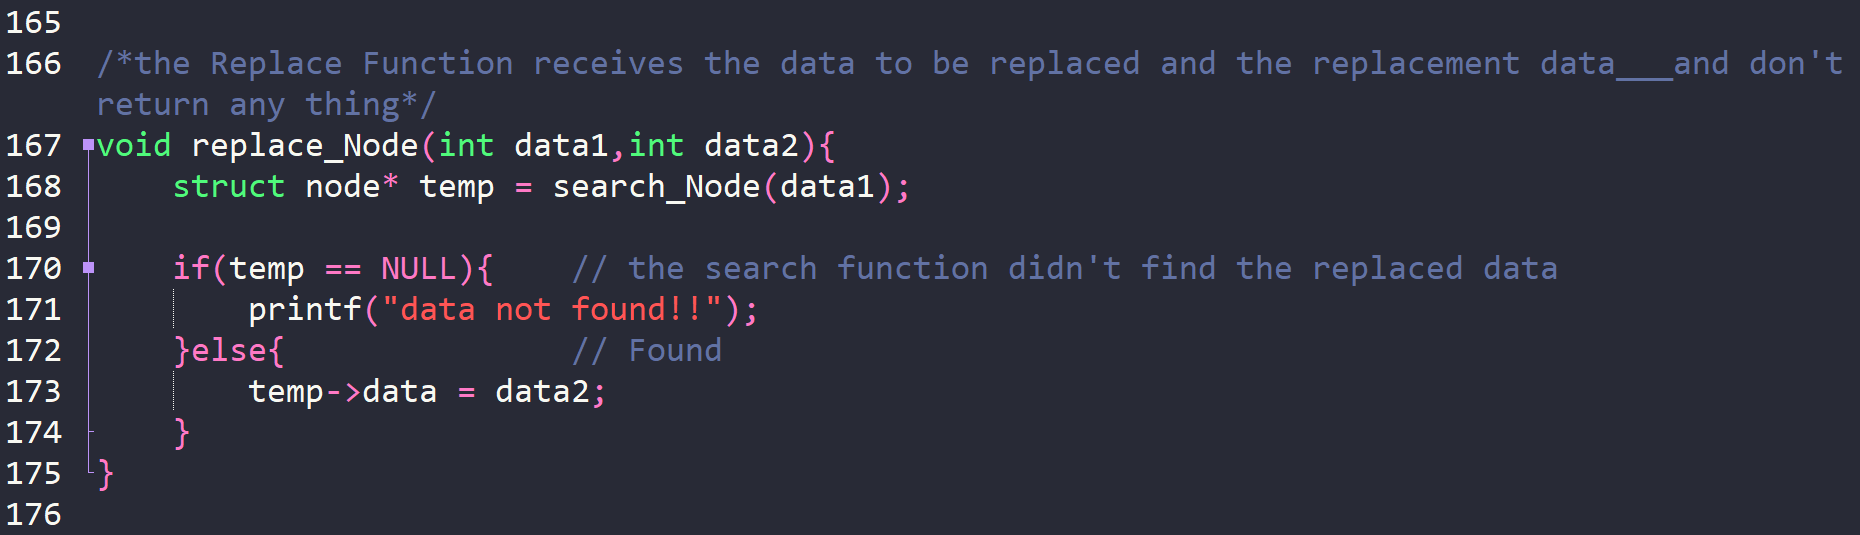 165
166 /*the Replace Function receives the data to be replaced and the replacement data___and don't
return any thing*/
167 void replace_Node(int data1,int data2){
168     struct node* temp = search_Node(data1);
169
170     if(temp == NULL){    // the search function didn't find the replaced data
171         printf("data not found!!");
172     }else{               // Found
173         temp->data = data2;
174     }
175 }
176